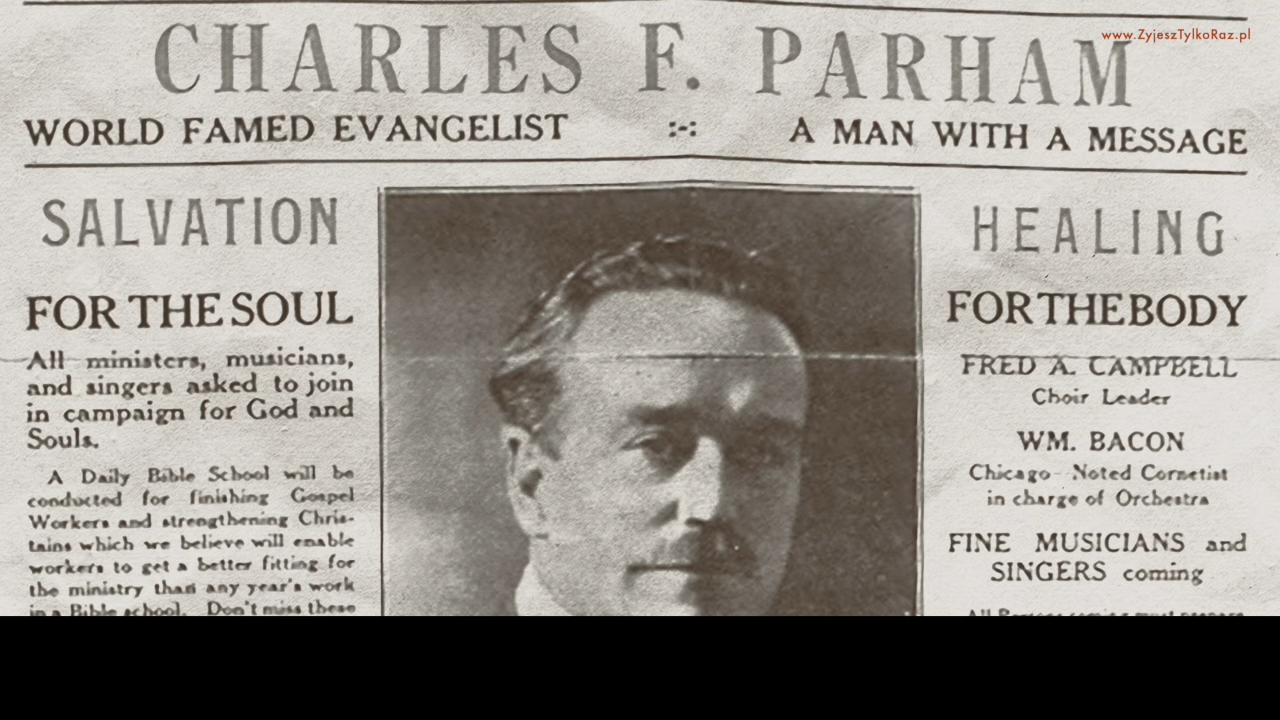 www.ZyjeszTylkoRaz.pl
CHARLES F. PARHAM
WORLD FAMED EVANGELIST :-: A MAN WITH A MESSAGE
SALVATION
FOR THE SOUL
All ministers, musicians,
and singers asked to join
in campaign for God and
Souls.
A Daily Bible School will be
conducted for finishing Gospel
Workers and strengthening Chris-
tains which we believe will enable
workers to get a better fitting for
the ministry than any year's work
in a Bible school. Don't miss these
HEALING
FOR THE BODY
FRED A. CAMPBELL
Choir Leader
WM. BACON
Chicago Noted Cornetist
in charge of Orchestra
FINE MUSICIANS and
SINGERS coming